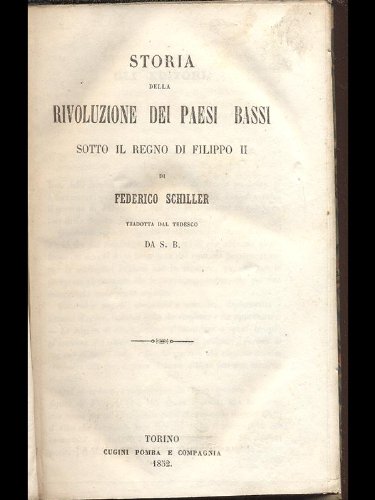 STORIA
DELLA
RIVOLUZIONE DEI PAESI BASSI
SOTTO IL REGNO DI FILIPPO II
DI
FEDERICO SCHILLER
TRADOTTA DAL TEDESCO
DA S. B.
TORINO
CUGINI POMBA E COMPAGNIA
1852.